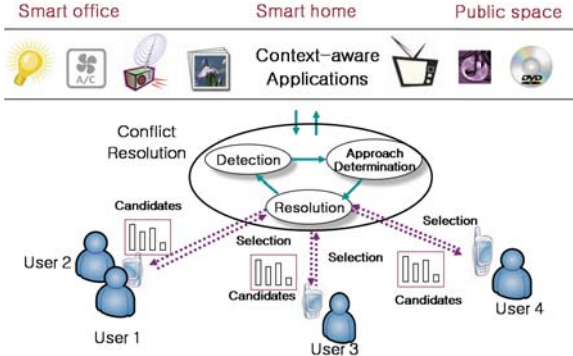 Smart office
Smart home
Public space
A/C
Context-aware
Applications
DVD
Conflict
Resolution
Detection
Approach
Determination
Resolution
Candidates
Selection
Selection
Selection
Candidates
Candidates
User 2
User 1
User 3
User 4